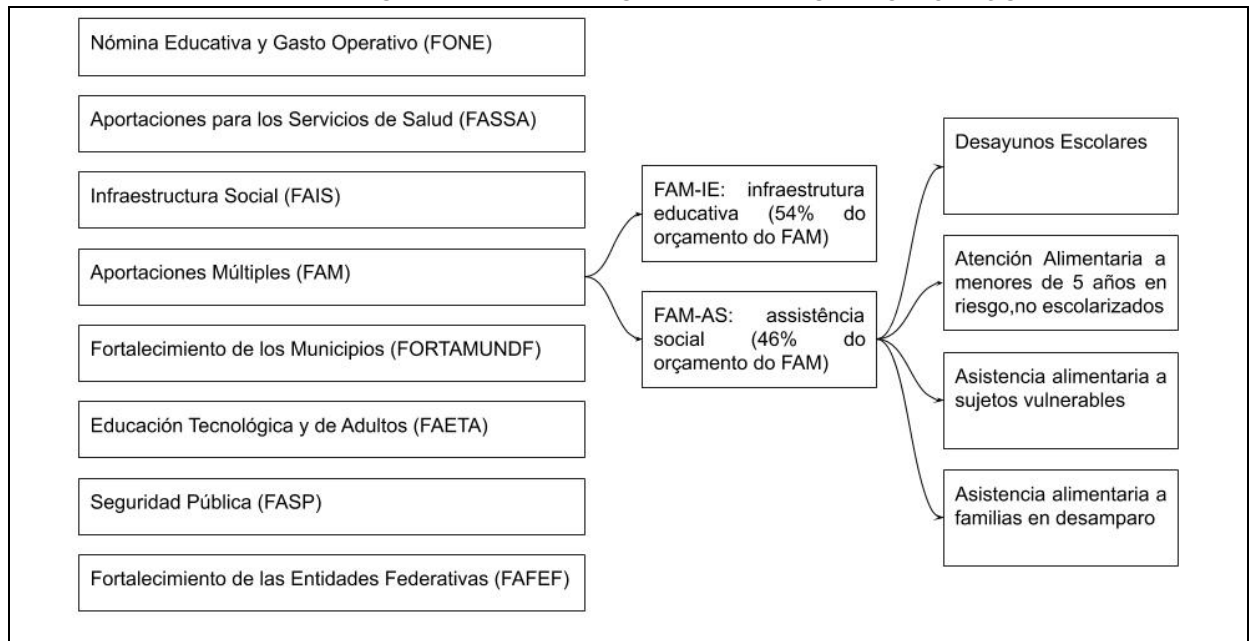 Nómina Educativa y Gasto Operativo (FONE)
Aportaciones para los Servicios de Salud (FASSA)
Infraestructura Social (FAIS)
Aportaciones Múltiples (FAM)
Fortalecimiento de los Municipios (FORTAMUNDF)
Educación Tecnológica y de Adultos (FAETA)
Seguridad Pública (FASP)
Fortalecimiento de las Entidades Federativas (FAFEF)
FAM-IE: infraestrutura
educativa (54% do
orçamento do FAM)
FAM-AS: assistência
social (46% do
orçamento do FAM)
Desayunos Escolares
Atención Alimentaria a
menores de 5 años en
riesgo,no escolarizados
Asistencia alimentaria a
sujetos vulnerables
Asistencia alimentaria a
familias en desamparo